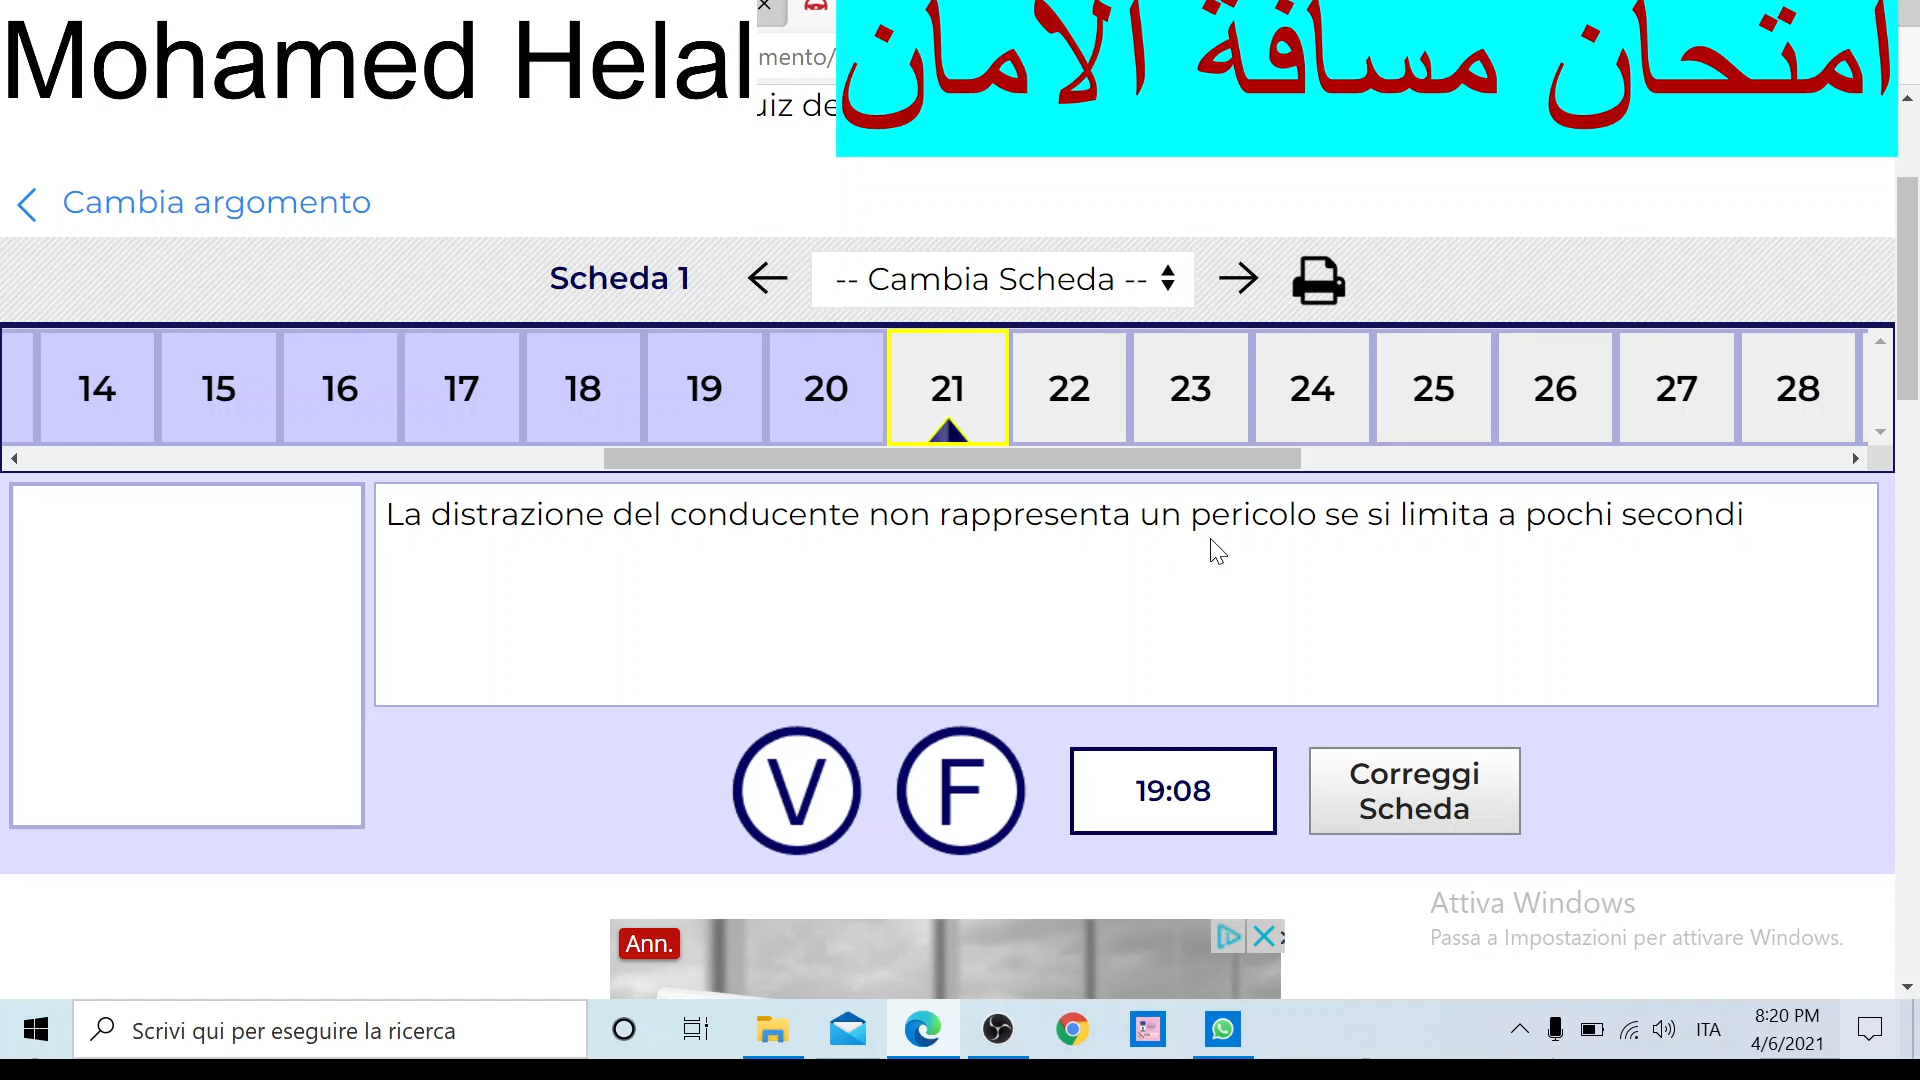 Mohamed Helal
امتحان مسافة الامان
mento/
uiz de
Cambia argomento
Scheda 1
-- Cambia Scheda --
14 15 16 17 18 19 20 21 22 23 24 25 26 27 28
La distrazione del conducente non rappresenta un pericolo se si limita a pochi secondi
V F 19:08 Correggi
Scheda
Attiva Windows
Passa a Impostazioni per attivare Windows.
Ann.
Scrivi qui per eseguire la ricerca
ITA
8:20 PM
4/6/2021